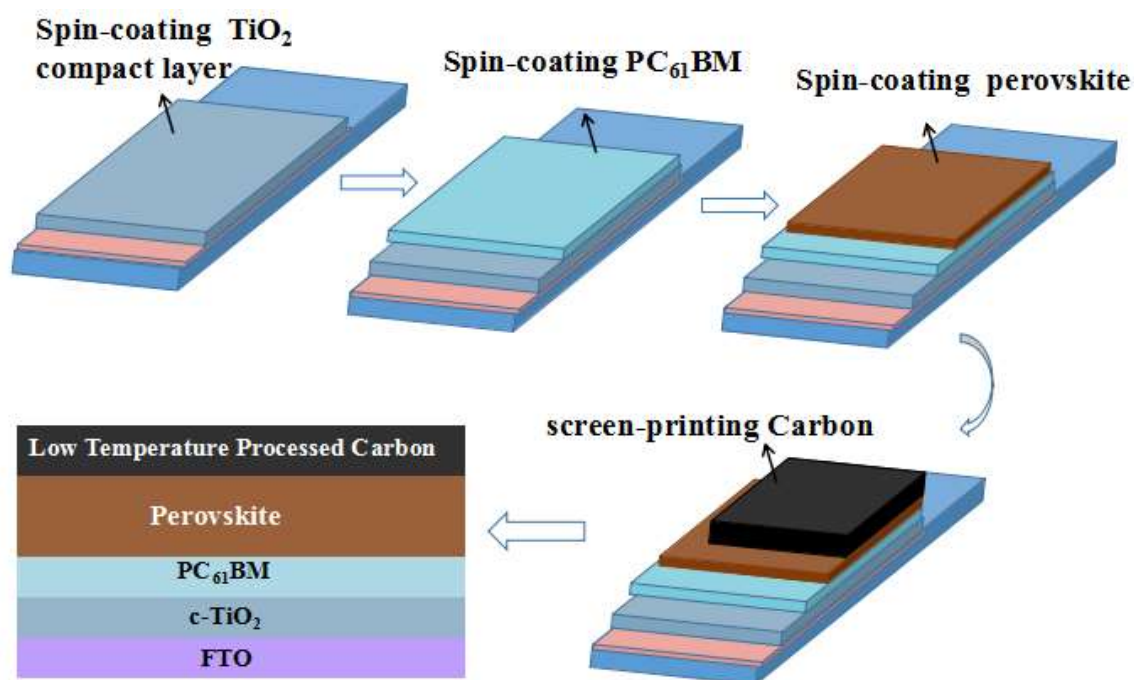 Spin-coating TiO₂
compact layer
Spin-coating PC₆₁BM
Spin-coating perovskite
screen-printing Carbon
Low Temperature Processed Carbon
Perovskite
PC₆₁BM
c-TiO₂
FTO